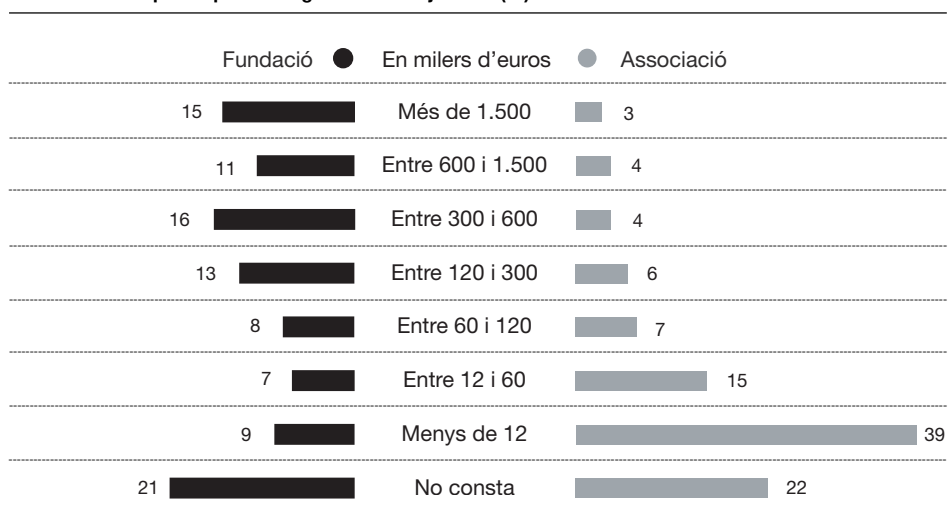 Fundació En milers d’euros Associació
15 Més de 1.500 3
11 Entre 600 i 1.500 4
16 Entre 300 i 600 4
13 Entre 120 i 300 6
8 Entre 60 i 120 7
7 Entre 12 i 60 15
9 Menys de 12 39
21 No consta 22